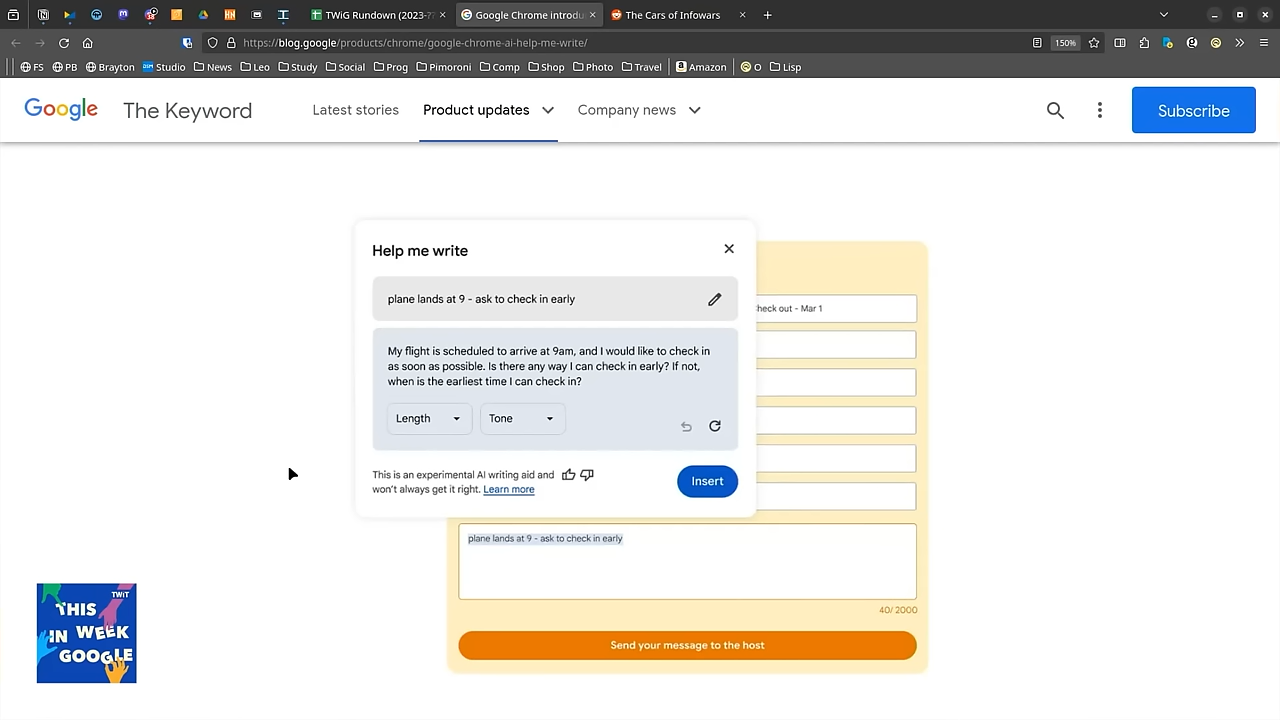 TWiG Rundown (2023-??
Google Chrome introdu
The Cars of Infowars
https://blog.google/products/chrome/google-chrome-ai-help-me-write/
150%
FS
PB
Brayton
Studio
News
Leo
Study
Social
Prog
Pimoroni
Comp
Shop
Photo
Travel
Amazon
O
Lisp
Google The Keyword
Latest stories
Product updates
Company news
Subscribe
Help me write
plane lands at 9 - ask to check in early
heck out - Mar 1
My flight is scheduled to arrive at 9am, and I would like to check in
as soon as possible. Is there any way I can check in early? If not,
when is the earliest time I can check in?
Length
Tone
This is an experimental AI writing aid and
won't always get it right. Learn more
Insert
plane lands at 9 - ask to check in early
40/ 2000
Send your message to the host
TWiT
THIS
IN WEEK
GOOGLE